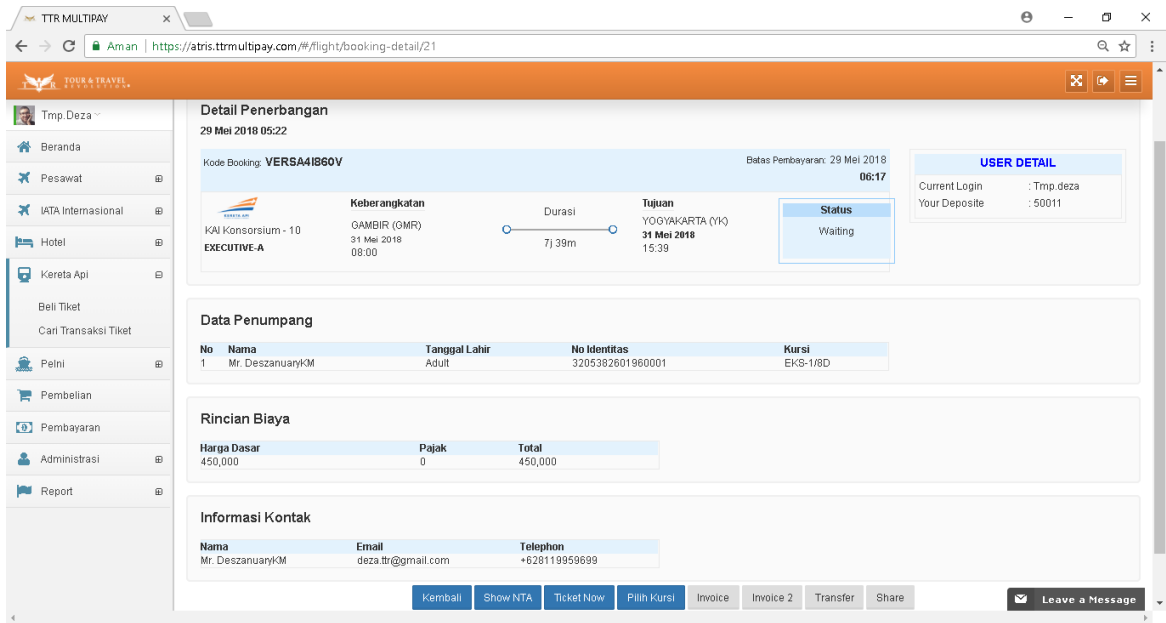 TTR MULTIPAY
Aman | https://atris.ttrmultipay.com/#/flight/booking-detail/21
TOUR & TRAVEL
REVOLUTION
Tmp.Deza
Beranda
Pesawat
IATA Internasional
Hotel
Kereta Api
Beli Tiket
Cari Transaksi Tiket
Pelni
Pembelian
Pembayaran
Administrasi
Report
Detail Penerbangan
29 Mei 2018 05:22
Kode Booking: VERSA4I860V
Batas Pembayaran: 29 Mei 2018
06:17
KAI Konsorsium - 10
EXECUTIVE-A
Keberangkatan
GAMBIR (GMR)
31 Mei 2018
08:00
Durasi
7j 39m
Tujuan
YOGYAKARTA (YK)
31 Mei 2018
15:39
Status
Waiting
USER DETAIL
Current Login : Tmp.deza
Your Deposite : 50011
Data Penumpang
No Nama Tanggal Lahir No Identitas Kursi
1 Mr. DeszanuaryKM Adult 3205382601960001 EKS-1/8D
Rincian Biaya
Harga Dasar Pajak Total
450,000 0 450,000
Informasi Kontak
Nama Email Telephon
Mr. DeszanuaryKM deza.ttr@gmail.com +628119959699
Kembali Show NTA Ticket Now Pilih Kursi Invoice Invoice 2 Transfer Share
Leave a Message